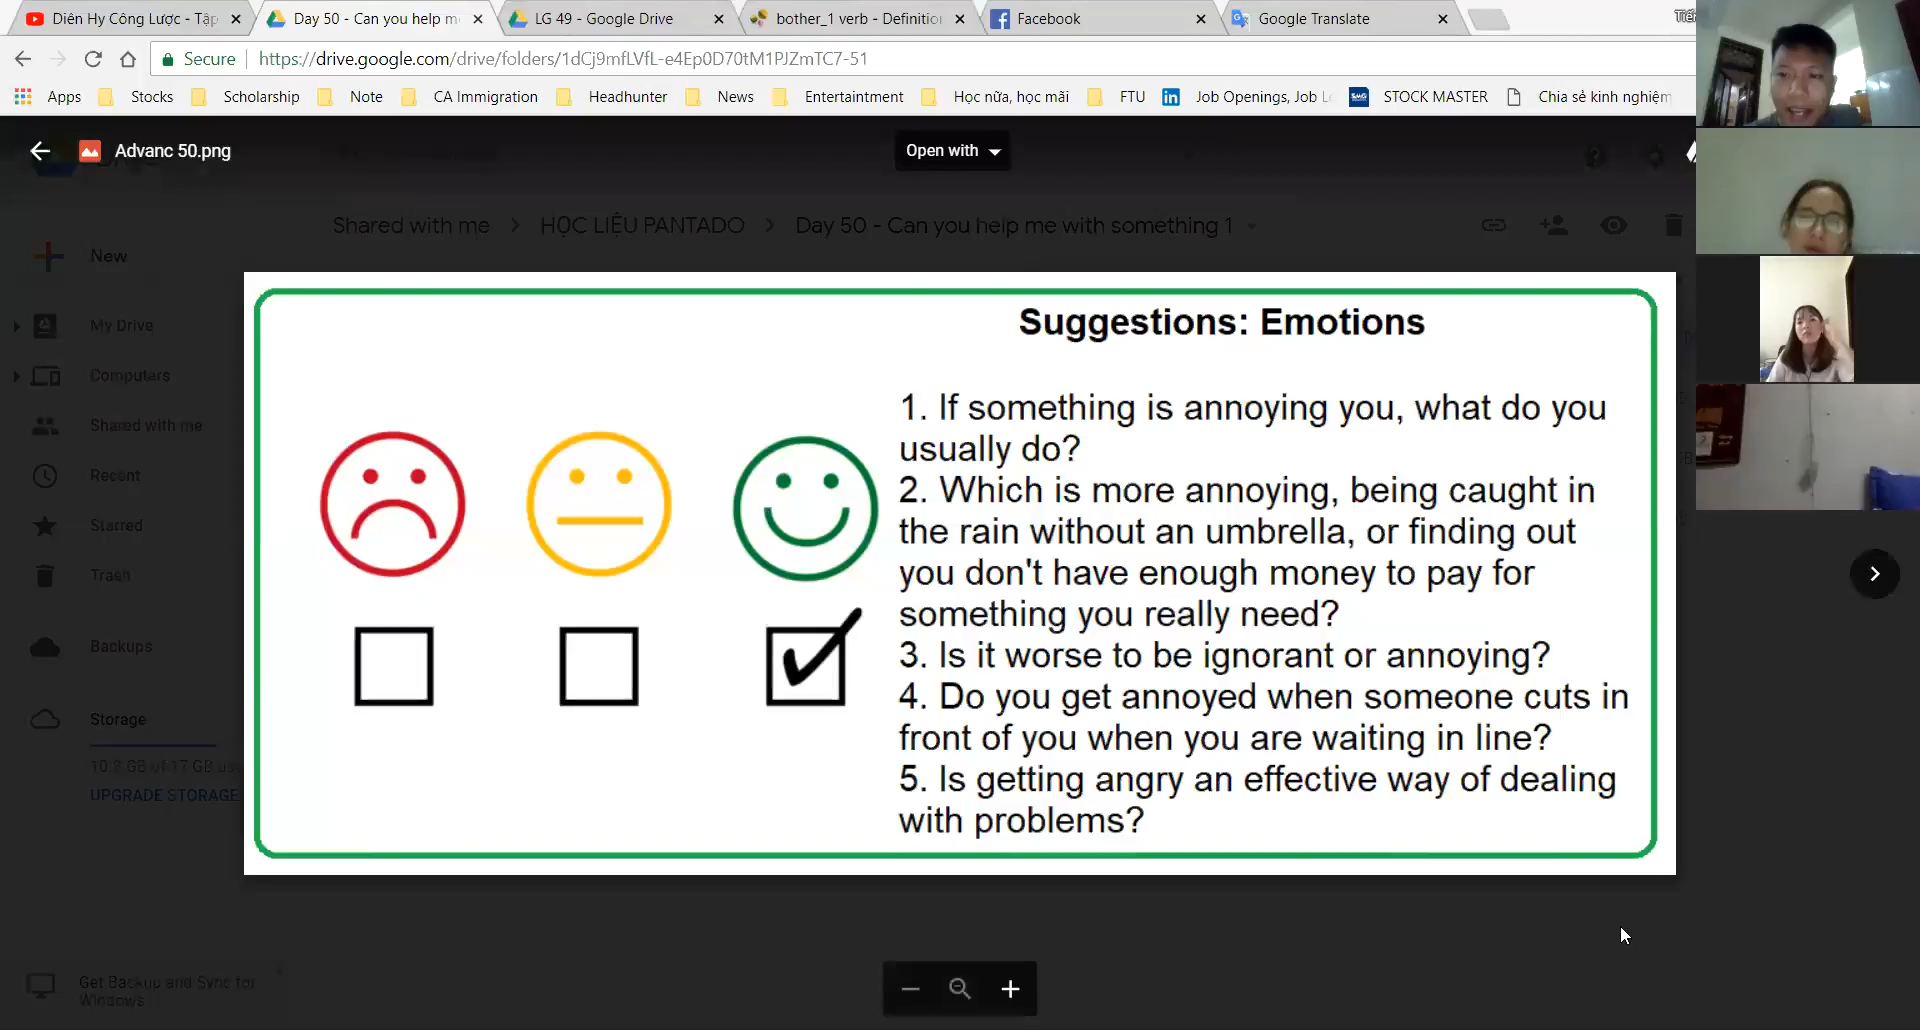 Diên Hy Công Lược - Tập
Day 50 - Can you help m
LG 49 - Google Drive
bother_1 verb - Definitio
Facebook
Google Translate
Secure
https://drive.google.com/drive/folders/1dCj9mfLVfL-e4Ep0D70tM1PJZmTC7-51
Apps
Stocks
Scholarship
Note
CA Immigration
Headhunter
News
Entertaintment
Học nữa, học mãi
FTU
Job Openings, Job L
STOCK MASTER
Chia sẻ kinh nghiệm
Advanc 50.png
Open with
Shared with me > HỌC LIỆU PANTADO > Day 50 - Can you help me with something 1
New
My Drive
Computers
Shared with me
Recent
Starred
Trash
Backups
Storage
UPGRADE STORAGE
Get Backup and Sync for
Windows
Suggestions: Emotions
1. If something is annoying you, what do you
usually do?
2. Which is more annoying, being caught in
the rain without an umbrella, or finding out
you don't have enough money to pay for
something you really need?
3. Is it worse to be ignorant or annoying?
4. Do you get annoyed when someone cuts in
front of you when you are waiting in line?
5. Is getting angry an effective way of dealing
with problems?